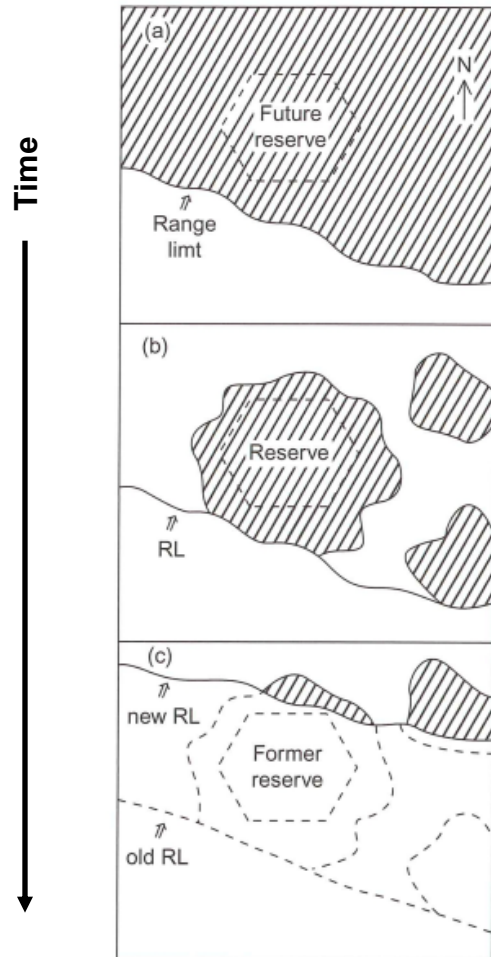 Time
(a)
N
Future
reserve
Range
limt
(b)
Reserve
RL
(c)
new RL
Former
reserve
old RL